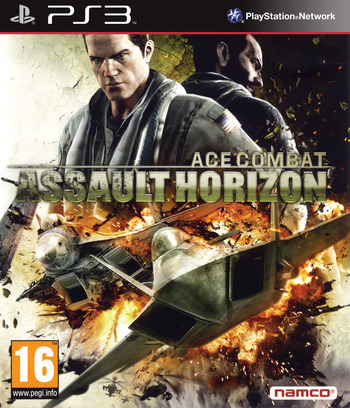 PS3
PlayStation®Network
ACE COMBAT
ASSAULT HORIZON
16
www.pegi.info
namco®